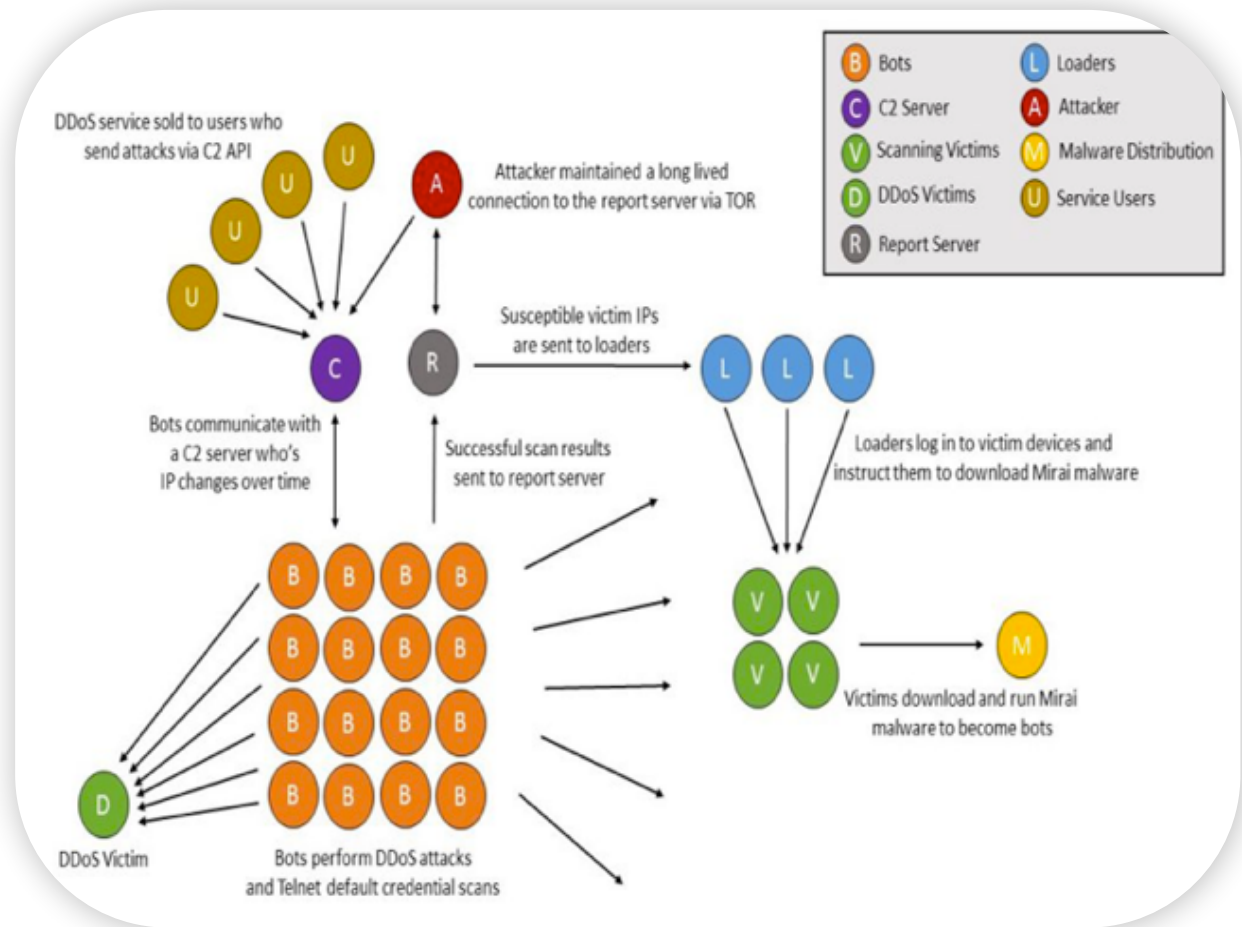 B Bots
L Loaders
C C2 Server
A Attacker
V Scanning Victims
M Malware Distribution
D DDoS Victims
U Service Users
R Report Server
DDoS service sold to users who
send attacks via C2 API
U
U
U
U
A
Attacker maintained a long lived
connection to the report server via TOR
C
R
Susceptible victim IPs
are sent to loaders
L L L
Bots communicate with
a C2 server who's
IP changes over time
Successful scan results
sent to report server
Loaders log in to victim devices and
instruct them to download Mirai malware
B B B B
B B B B
B B B B
B B B B
V V
V V
M
Victims download and run Mirai
malware to become bots
D
DDoS Victim
Bots perform DDoS attacks
and Telnet default credential scans